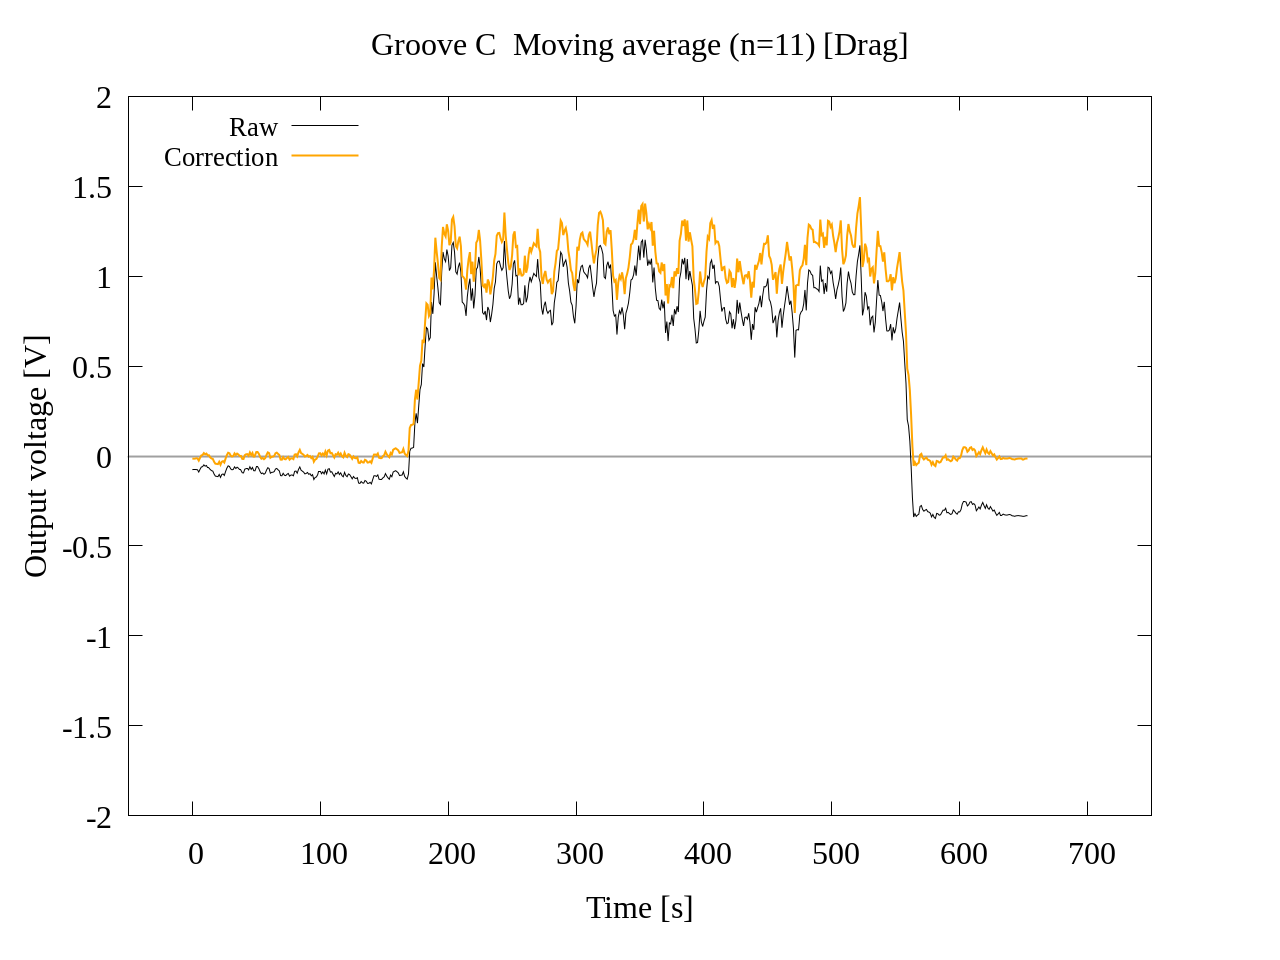 Groove C  Moving average (n=11) [Drag]
Raw
Correction
2
1.5
1
0.5
0
-0.5
-1
-1.5
-2
Output voltage [V]
0 100 200 300 400 500 600 700
Time [s]